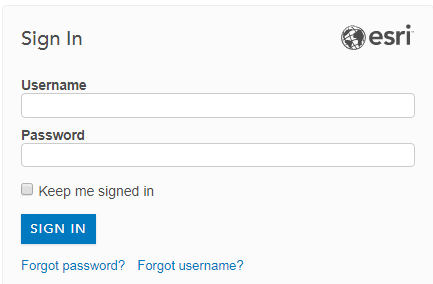 Sign In
esri
Username
Password
Keep me signed in
SIGN IN
Forgot password? Forgot username?